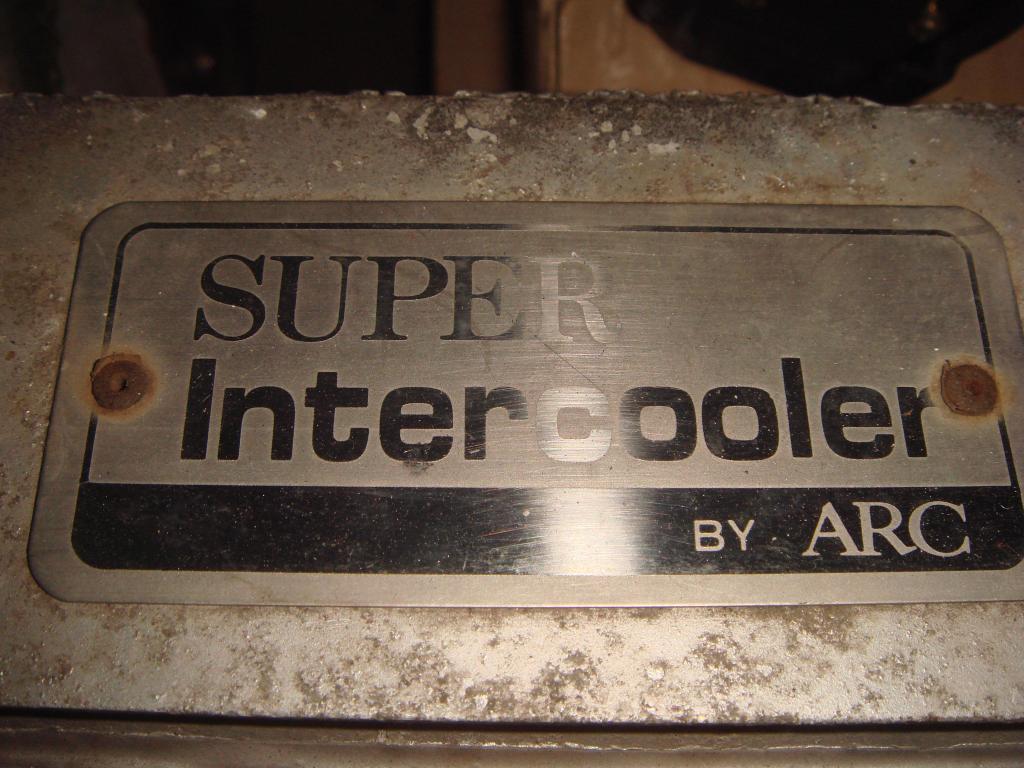 SUPER
Intercooler
BY ARC